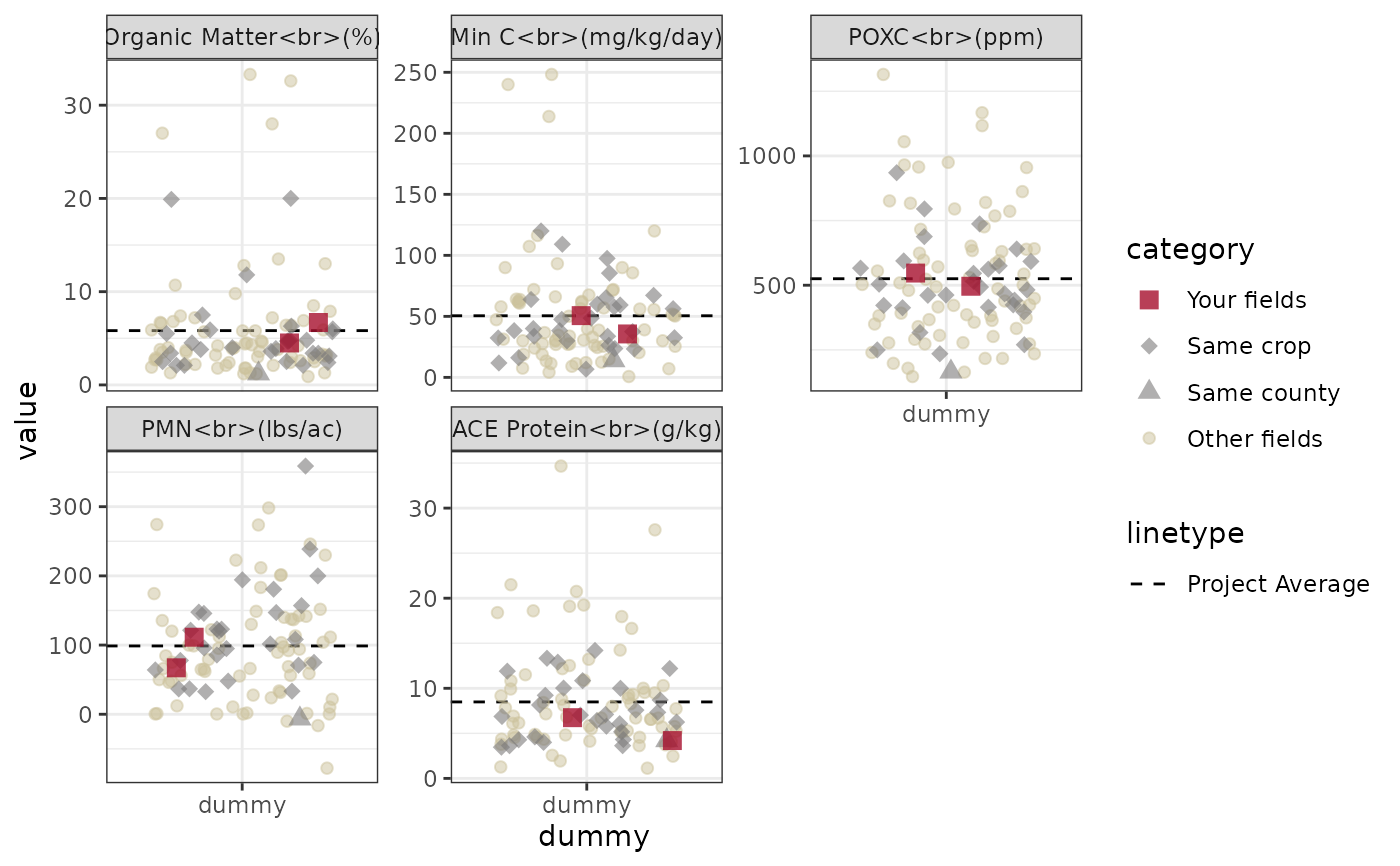 Organic Matter<br>(%)
Min C<br>(mg/kg/day)
POXC<br>(ppm)
30
20
10
0
250
200
150
100
50
0
1000
500
dummy
PMN<br>(lbs/ac)
ACE Protein<br>(g/kg)
300
200
100
0
30
20
10
0
dummy
dummy
dummy
value
category
Your fields
Same crop
Same county
Other fields
linetype
Project Average